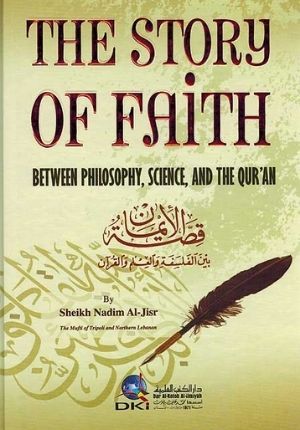 THE STORY
OF FAiTH
BETWEEN PHILOSOPHY, SCIENCE, AND THE QUR'AN
قصة الإيمان
بين الفلسفة والعلم والقرآن
By
Sheikh Nadim Al-Jisr
The Mufti of Tripoli and Northern Lebanon
دار الكتب العلمية
Dar Al-Kotob Al-Ilmiyah
DKi